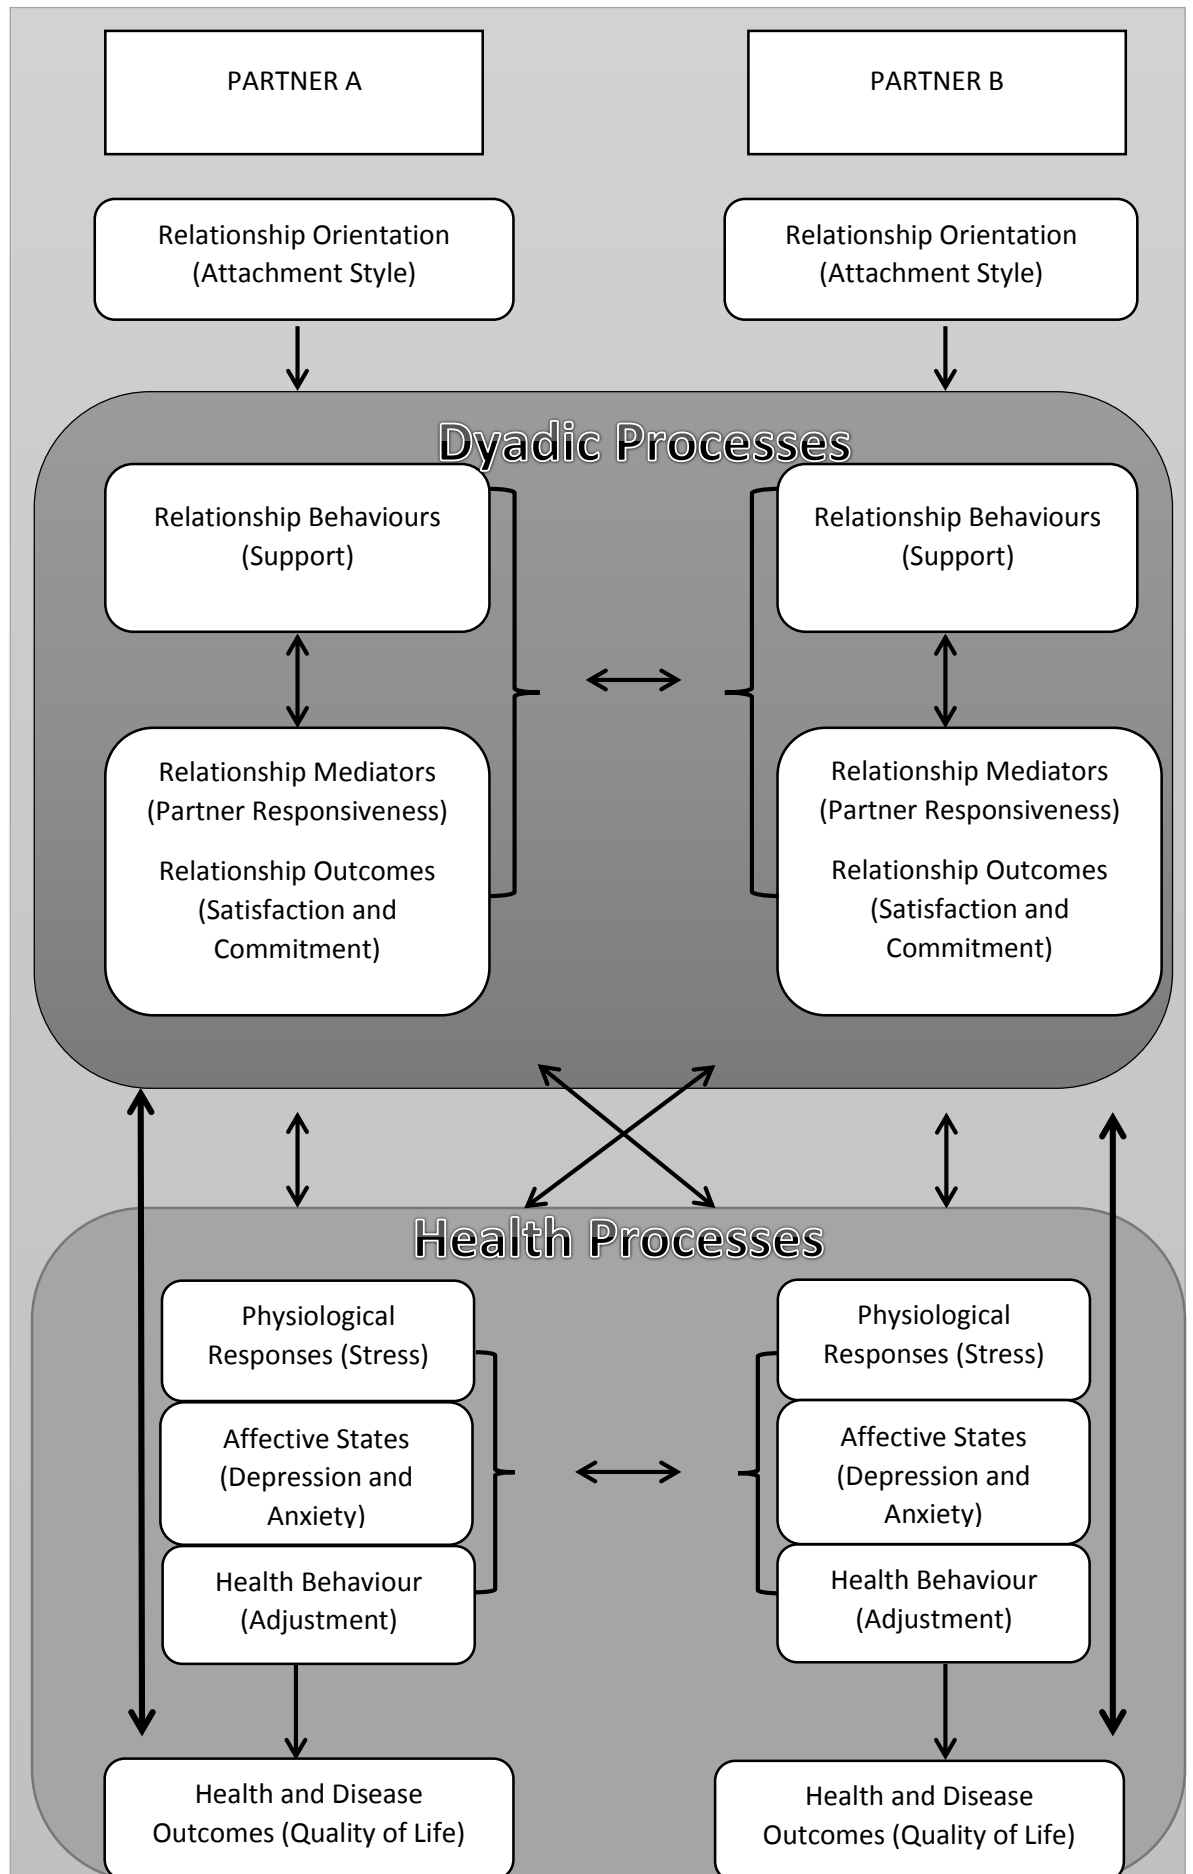 PARTNER A
PARTNER B
Relationship Orientation
(Attachment Style)
Relationship Orientation
(Attachment Style)
Dyadic Processes
Relationship Behaviours
(Support)
Relationship Behaviours
(Support)
Relationship Mediators
(Partner Responsiveness)
Relationship Outcomes
(Satisfaction and
Commitment)
Relationship Mediators
(Partner Responsiveness)
Relationship Outcomes
(Satisfaction and
Commitment)
Health Processes
Physiological
Responses (Stress)
Physiological
Responses (Stress)
Affective States
(Depression and
Anxiety)
Affective States
(Depression and
Anxiety)
Health Behaviour
(Adjustment)
Health Behaviour
(Adjustment)
Health and Disease
Outcomes (Quality of Life)
Health and Disease
Outcomes (Quality of Life)